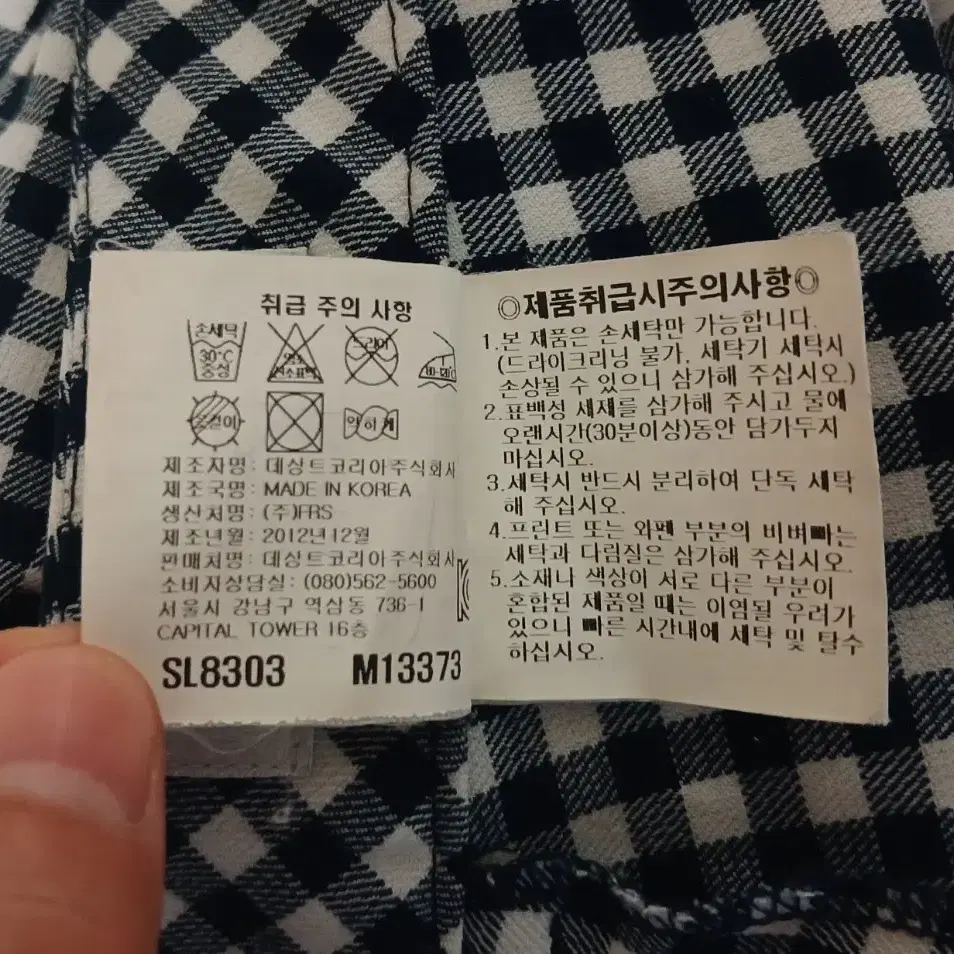 취급 주의 사항
손세탁
30℃
중성
염소표백
드라이
80-120℃
옷걸이
약하게
제조자명: 데상트코리아주식회사
제조국명: MADE IN KOREA
생산처명: (주)FRS
제조년월: 2012년12월
판매처명: 데상트코리아주식회사
소비자상담실: (080)562-5600
서울시 강남구 역삼동 736-1
CAPITAL TOWER 16층
SL8303 M13373
◎제품취급시주의사항◎
1.본 제품은 손세탁만 가능합니다.
(드라이크리닝 불가, 세탁기 세탁시
손상될 수 있으니 삼가해 주십시오.)
2.표백성 세재를 삼가해 주시고 물에
오랜시간(30분이상)동안 담가두지
마십시오.
3.세탁시 반드시 분리하여 단독 세탁
해 주십시오.
4.프린트 또는 와펜 부분의 비벼빠는
세탁과 다림질은 삼가해 주십시오.
5.소재나 색상이 서로 다른 부분이
혼합된 제품일 때는 이염될 우려가
있으니 빠른 시간내에 세탁 및 탈수
하십시오.